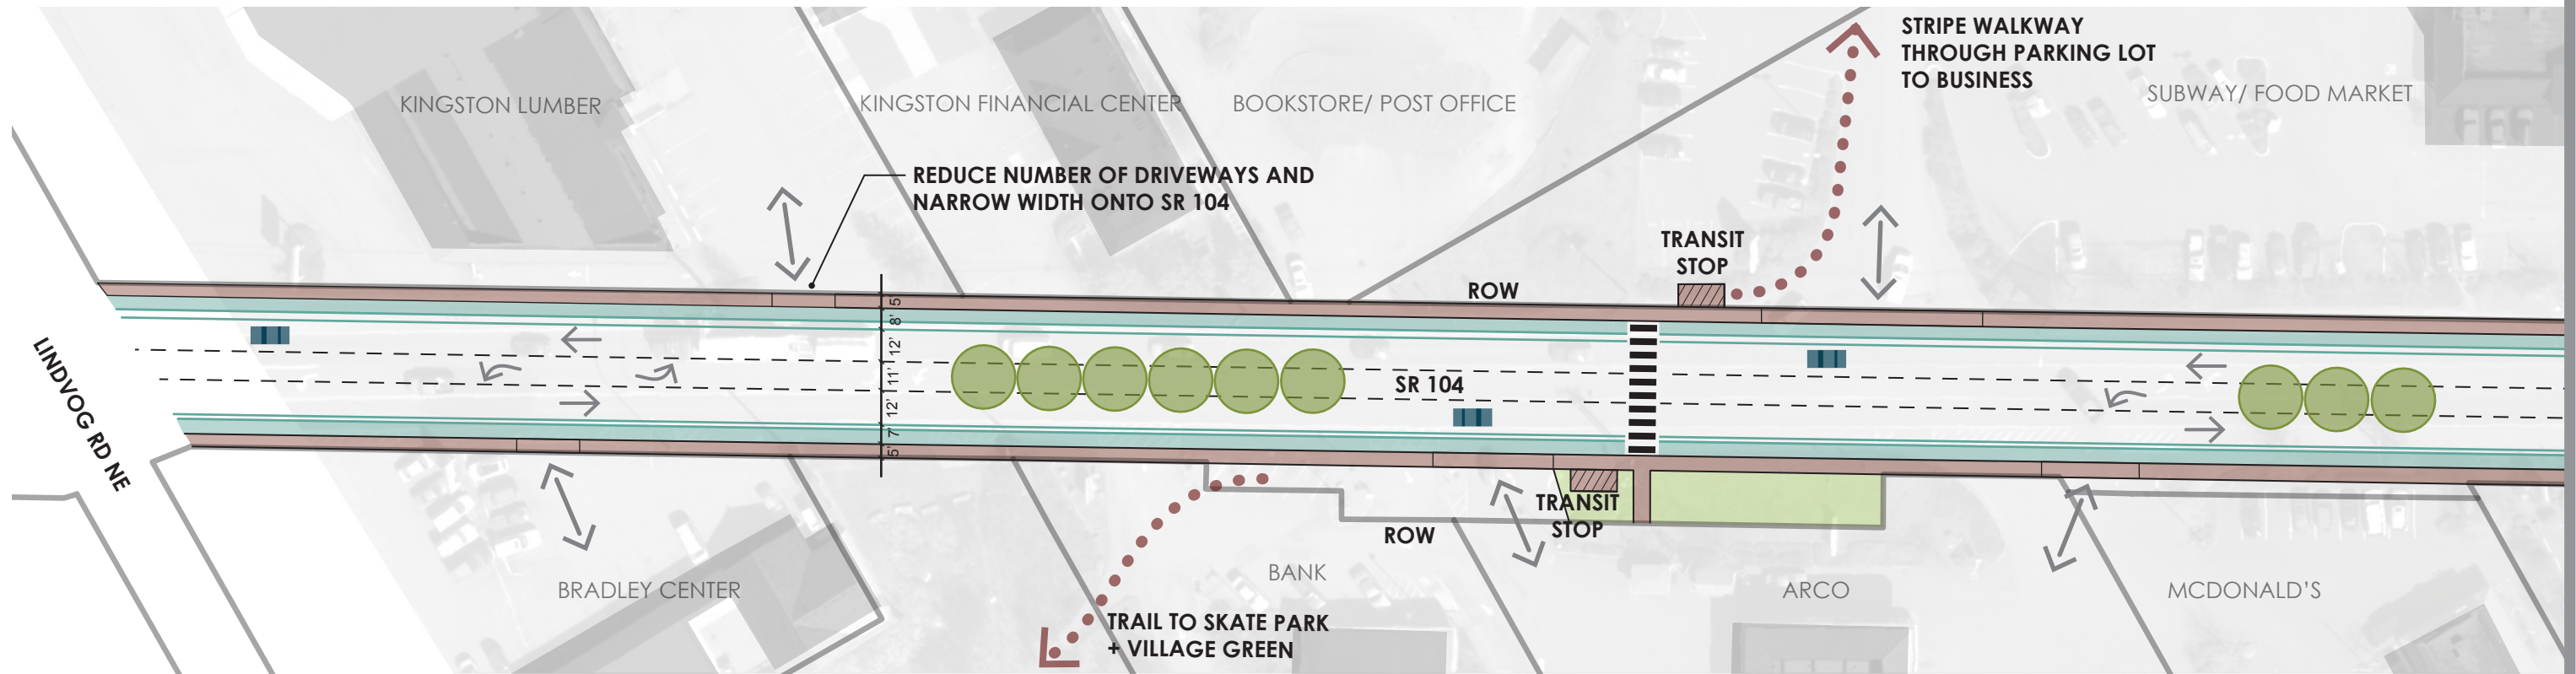 STRIPE WALKWAY
THROUGH PARKING LOT
TO BUSINESS
SUBWAY/ FOOD MARKET
KINGSTON LUMBER
KINGSTON FINANCIAL CENTER
BOOKSTORE/ POST OFFICE
REDUCE NUMBER OF DRIVEWAYS AND
NARROW WIDTH ONTO SR 104
TRANSIT
STOP
ROW
LINDVOG RD NE
5'
8'
12'
11'
12'
7'
5'
SR 104
TRANSIT
STOP
ROW
BRADLEY CENTER
BANK
ARCO
MCDONALD'S
TRAIL TO SKATE PARK
+ VILLAGE GREEN